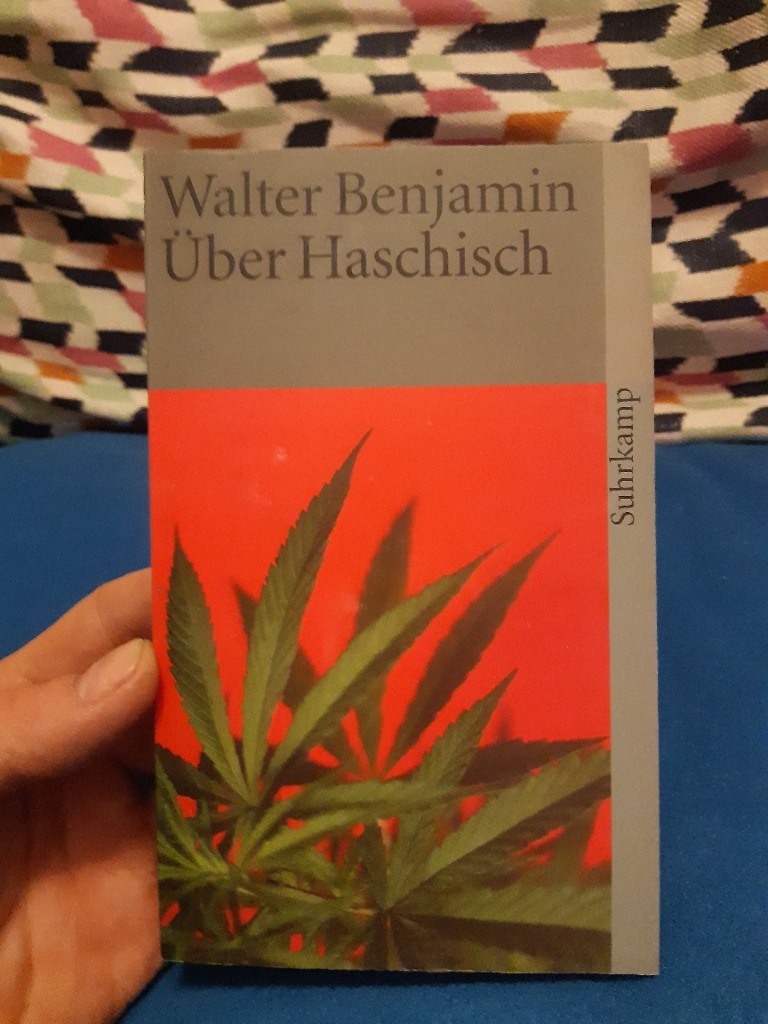 Walter Benjamin
Über Haschisch
Suhrkamp